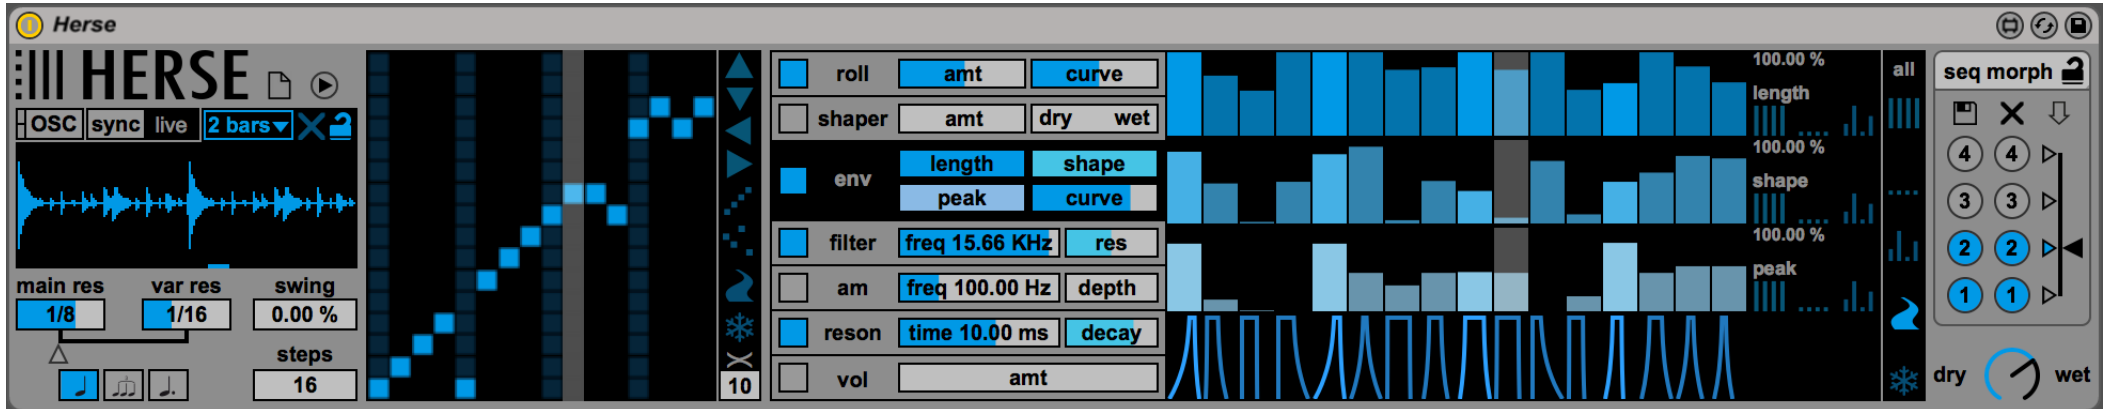 Herse
HERSE
OSC sync live 2 bars
main res var res swing
1/8 1/16 0.00 %
steps
16
10
roll amt curve
shaper amt dry wet
env length shape
peak curve
filter freq 15.66 KHz res
am freq 100.00 Hz depth
reson time 10.00 ms decay
vol amt
100.00 %
length
100.00 %
shape
100.00 %
peak
all
seq morph
4 4
3 3
2 2
1 1
dry wet